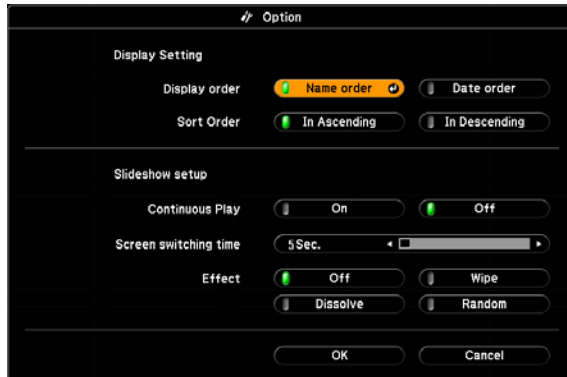 Option
Display Setting
Display order Name order Date order
Sort Order In Ascending In Descending
Slideshow setup
Continuous Play On Off
Screen switching time 5Sec.
Effect Off Wipe
Dissolve Random
OK Cancel